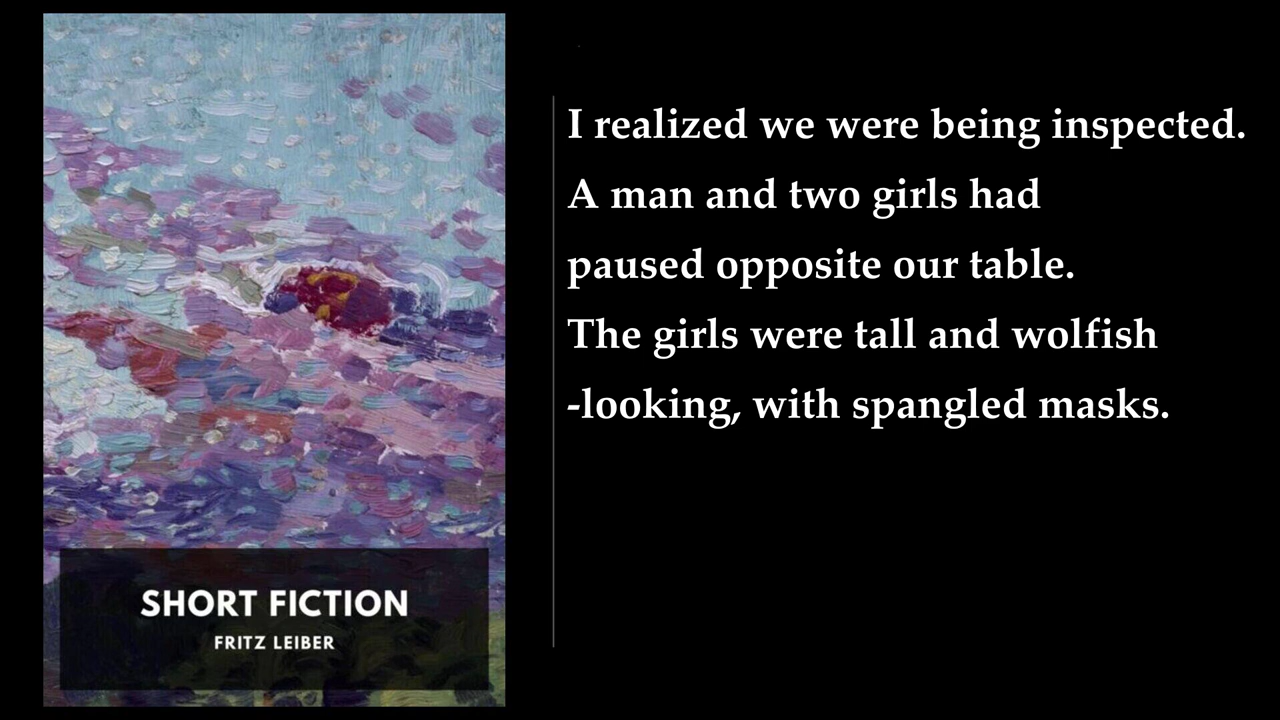 SHORT FICTION
FRITZ LEIBER
I realized we were being inspected.
A man and two girls had
paused opposite our table.
The girls were tall and wolfish
-looking, with spangled masks.